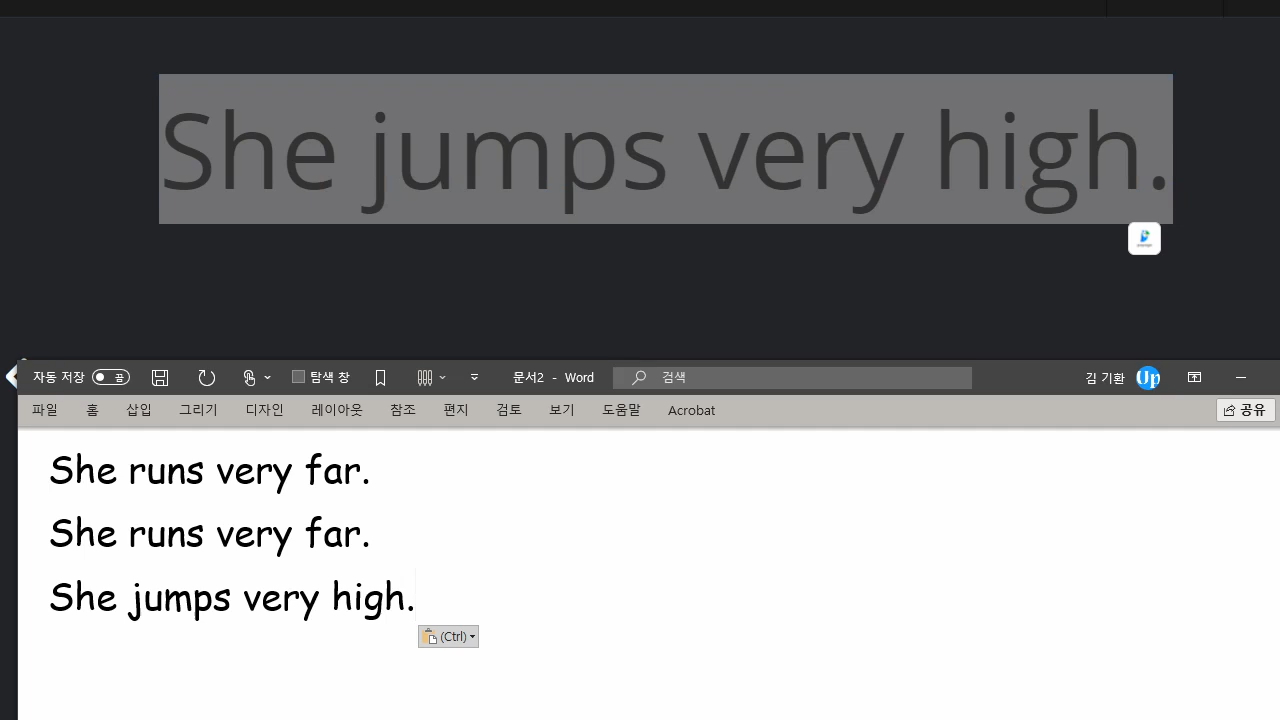 She jumps very high.
자동 저장 끔 탐색 창 문서2 - Word 검색 김 기환 Up
파일 홈 삽입 그리기 디자인 레이아웃 참조 편지 검토 보기 도움말 Acrobat 공유
She runs very far.
She runs very far.
She jumps very high.
(Ctrl)